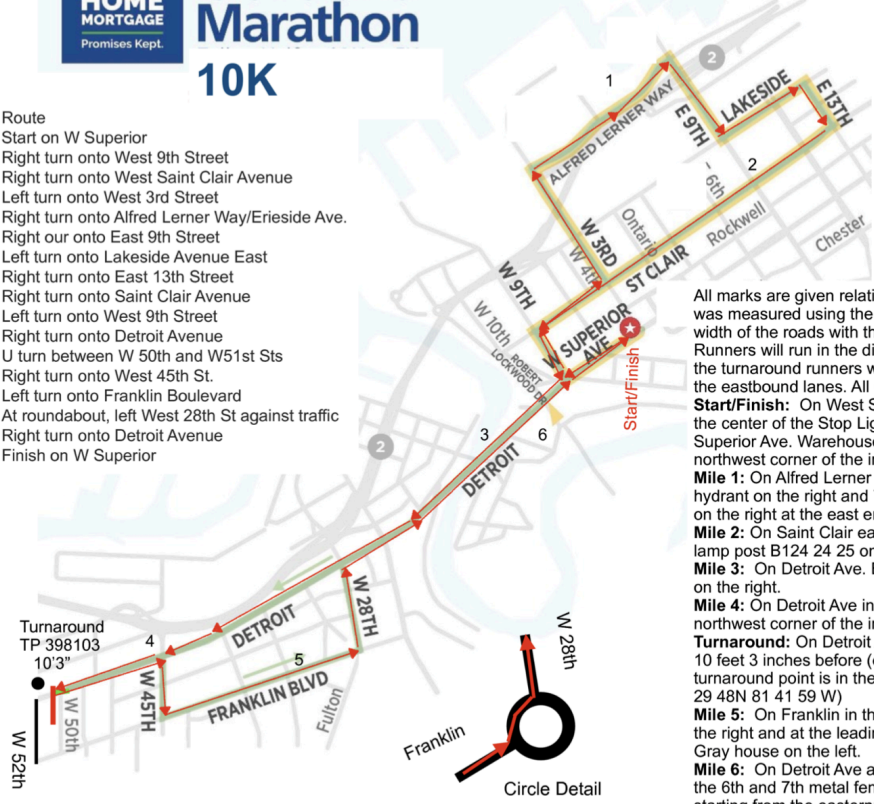 HOME
MORTGAGE
Promises Kept.
Marathon
10K
Route
Start on W Superior
Right turn onto West 9th Street
Right turn onto West Saint Clair Avenue
Left turn onto West 3rd Street
Right turn onto Alfred Lerner Way/Erieside Ave.
Right our onto East 9th Street
Left turn onto Lakeside Avenue East
Right turn onto East 13th Street
Right turn onto Saint Clair Avenue
Left turn onto West 9th Street
Right turn onto Detroit Avenue
U turn between W 50th and W51st Sts
Right turn onto West 45th St.
Left turn onto Franklin Boulevard
At roundabout, left West 28th St against traffic
Right turn onto Detroit Avenue
Finish on W Superior
2
1
ALFRED LERNER WAY
E 9TH
LAKESIDE
E 13TH
2
6th
W 3RD
W 4th
Ontario
Rockwell
Chester
ST CLAIR
W 9TH
W 10th
W SUPERIOR
AVE
ROBERT
LOCKWOOD DR
Start/Finish
3
6
2
DETROIT
W 28TH
DETROIT
4
5
Turnaround
TP 398103
10'3"
W 45TH
FRANKLIN BLVD
Fulton
W 50th
W 52th
W 28th
Franklin
Circle Detail
All marks are given relati
was measured using the
width of the roads with th
Runners will run in the di
the turnaround runners w
the eastbound lanes. All
Start/Finish: On West S
the center of the Stop Lig
Superior Ave. Warehouse
northwest corner of the in
Mile 1: On Alfred Lerner
hydrant on the right and
on the right at the east en
Mile 2: On Saint Clair ea
lamp post B124 24 25 or
Mile 3: On Detroit Ave. E
on the right.
Mile 4: On Detroit Ave in
northwest corner of the in
Turnaround: On Detroit
10 feet 3 inches before (e
turnaround point is in the
29 48N 81 41 59 W)
Mile 5: On Franklin in th
the right and at the leadin
Gray house on the left.
Mile 6: On Detroit Ave a
the 6th and 7th metal fen